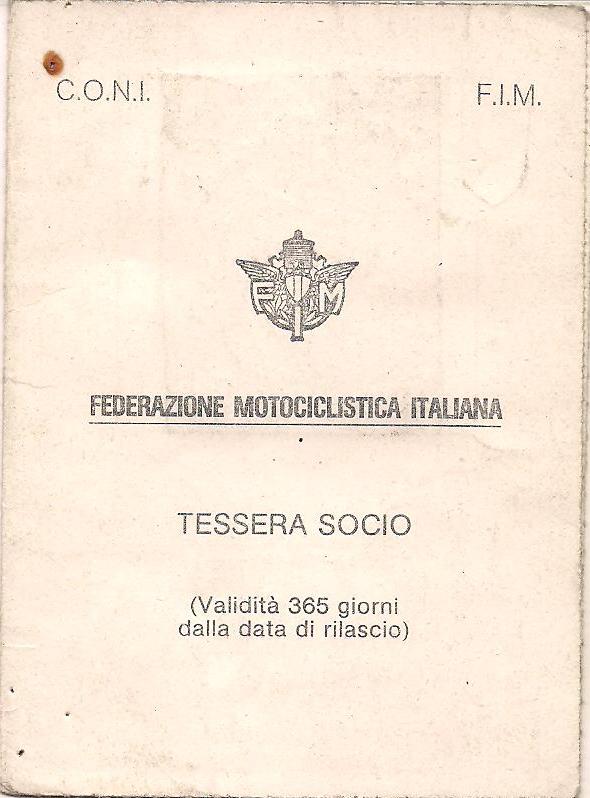 C.O.N.I. F.I.M.
F I M
FEDERAZIONE MOTOCICLISTICA ITALIANA
TESSERA SOCIO
(Validità 365 giorni
dalla data di rilascio)